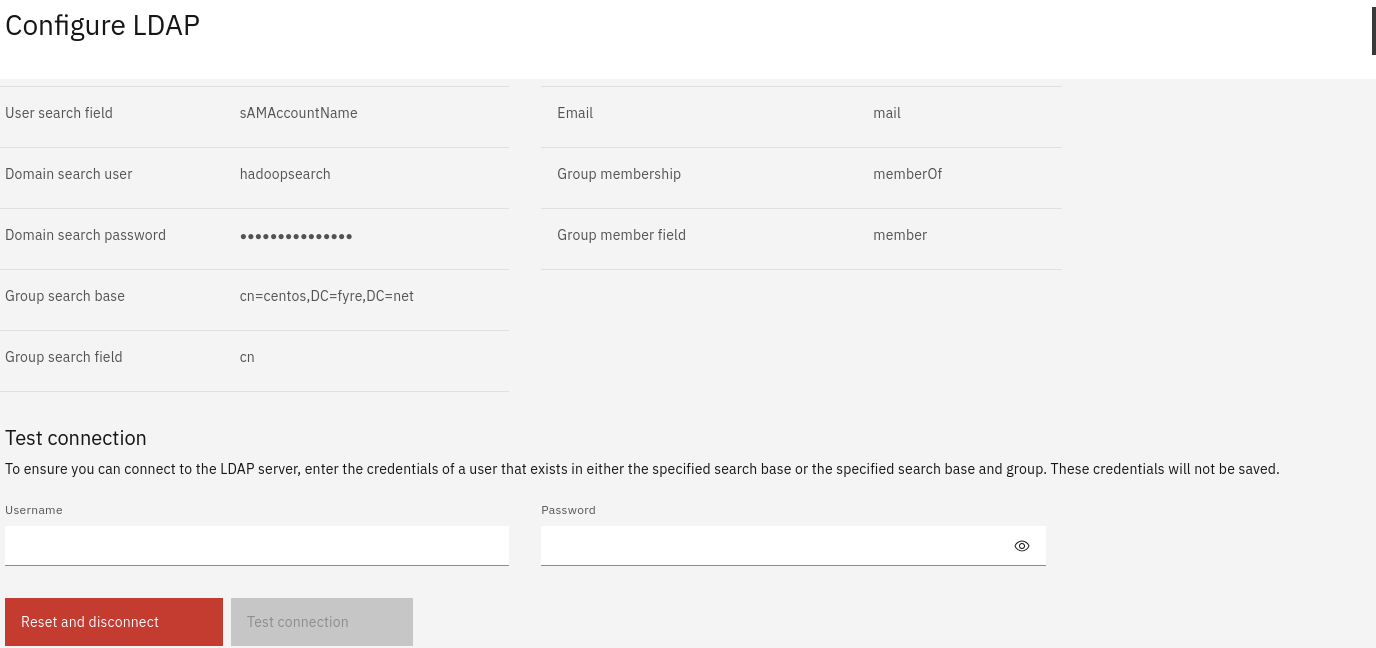 Configure LDAP
User search field sAMAccountName Email mail
Domain search user hadoopsearch Group membership memberOf
Domain search password ●●●●●●●●●●●●●●● Group member field member
Group search base cn=centos,DC=fyre,DC=net
Group search field cn
Test connection
To ensure you can connect to the LDAP server, enter the credentials of a user that exists in either the specified search base or the specified search base and group. These credentials will not be saved.
Username Password
Reset and disconnect Test connection